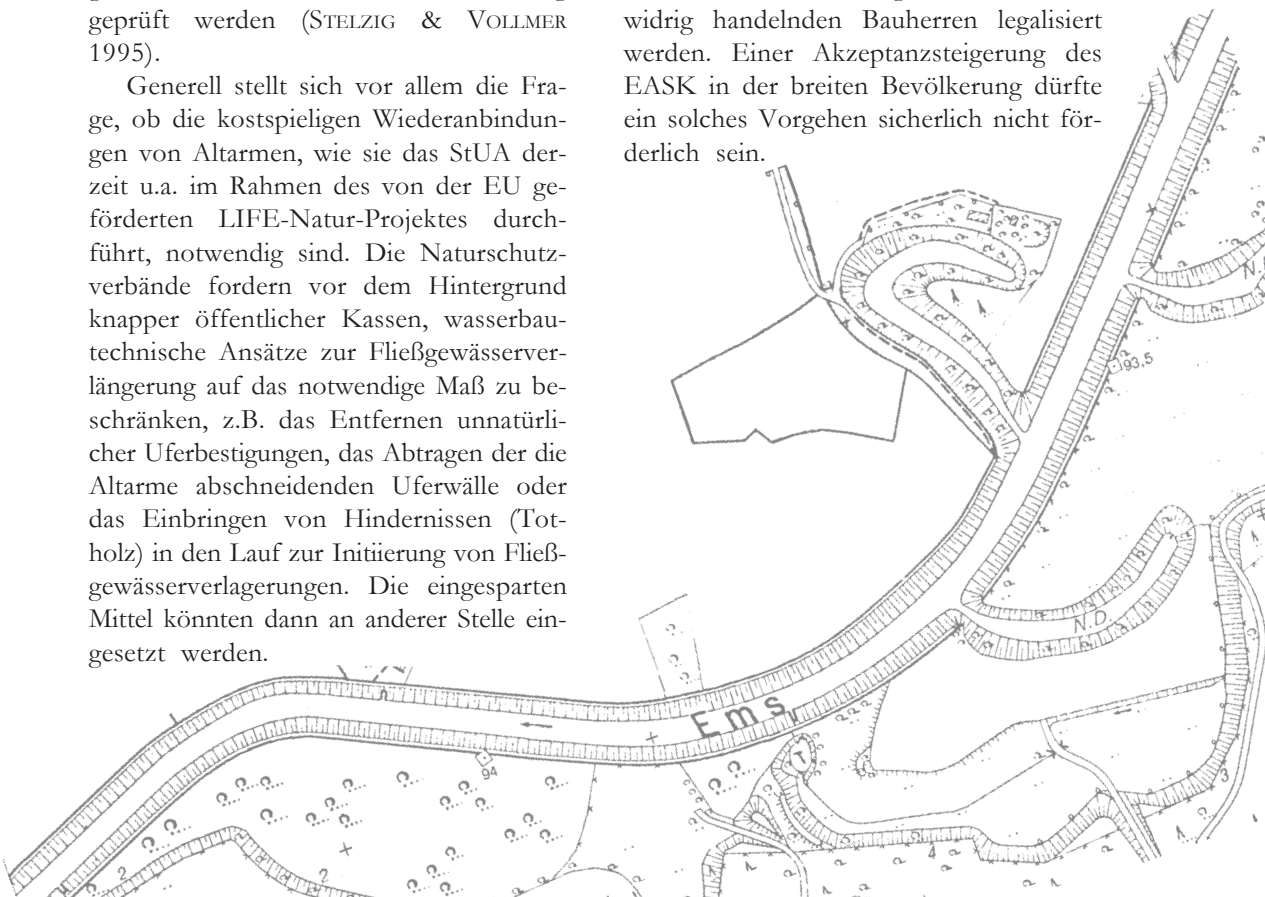 geprüft werden (STELZIG & VOLLMER
1995).
Generell stellt sich vor allem die Fra-
ge, ob die kostspieligen Wiederanbindun-
gen von Altarmen, wie sie das StUA der-
zeit u.a. im Rahmen des von der EU ge-
förderten LIFE-Natur-Projektes durch-
führt, notwendig sind. Die Naturschutz-
verbände fordern vor dem Hintergrund
knapper öffentlicher Kassen, wasserbau-
technische Ansätze zur Fließgewässerver-
längerung auf das notwendige Maß zu be-
schränken, z.B. das Entfernen unnatürli-
cher Uferbestigungen, das Abtragen der die
Altarme abschneidenden Uferwälle oder
das Einbringen von Hindernissen (Tot-
holz) in den Lauf zur Initiierung von Fließ-
gewässerverlagerungen. Die eingesparten
Mittel könnten dann an anderer Stelle ein-
gesetzt werden.
widrig handelnden Bauherren legalisiert
werden. Einer Akzeptanzsteigerung des
EASK in der breiten Bevölkerung dürfte
ein solches Vorgehen sicherlich nicht för-
derlich sein.
93,5
N.D.
Ems
T
94
3
2
2
4